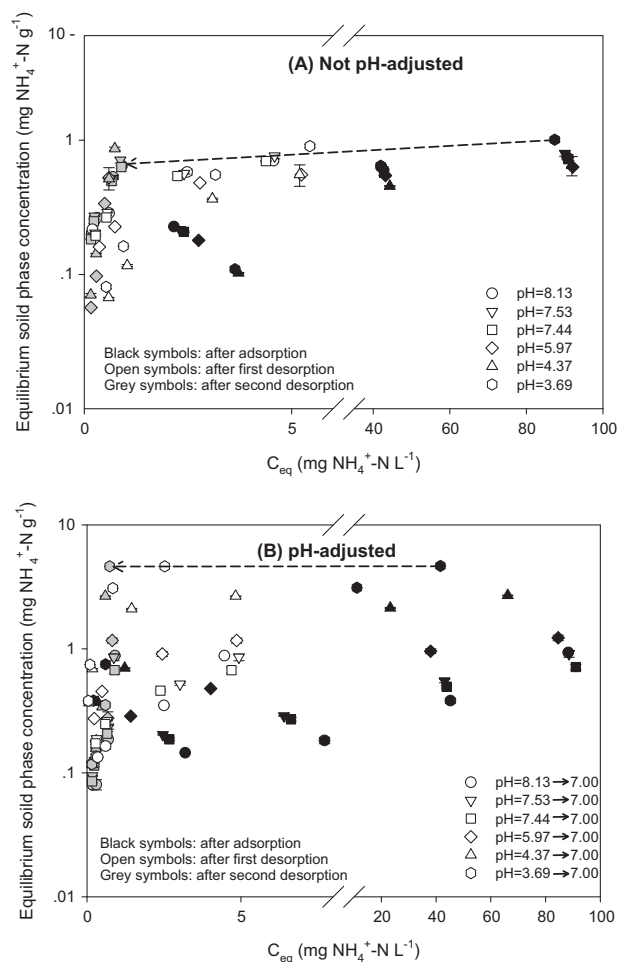 (A) Not pH-adjusted
Equilibrium soild phase concentration (mg NH₄⁺-N g⁻¹)
10
1
.1
.01
Black symbols: after adsorption
Open symbols: after first desorption
Grey symbols: after second desorption
pH=8.13
pH=7.53
pH=7.44
pH=5.97
pH=4.37
pH=3.69
0 5 40 60 80 100
Cₑq (mg NH₄⁺-N L⁻¹)
(B) pH-adjusted
Equilibrium soild phase concentration (mg NH₄⁺-N g⁻¹)
10
1
.1
.01
Black symbols: after adsorption
Open symbols: after first desorption
Grey symbols: after second desorption
pH=8.13→7.00
pH=7.53→7.00
pH=7.44→7.00
pH=5.97→7.00
pH=4.37→7.00
pH=3.69→7.00
0 5 20 40 60 80 100
Cₑq (mg NH₄⁺-N L⁻¹)